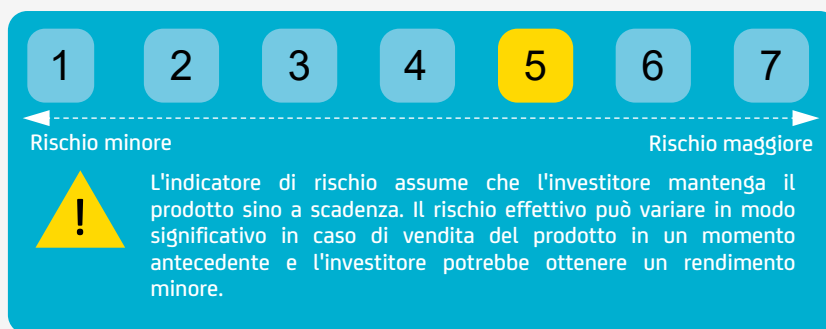 1 2 3 4 5 6 7
Rischio minore Rischio maggiore
!
L'indicatore di rischio assume che l'investitore mantenga il
prodotto sino a scadenza. Il rischio effettivo può variare in modo
significativo in caso di vendita del prodotto in un momento
antecedente e l'investitore potrebbe ottenere un rendimento
minore.